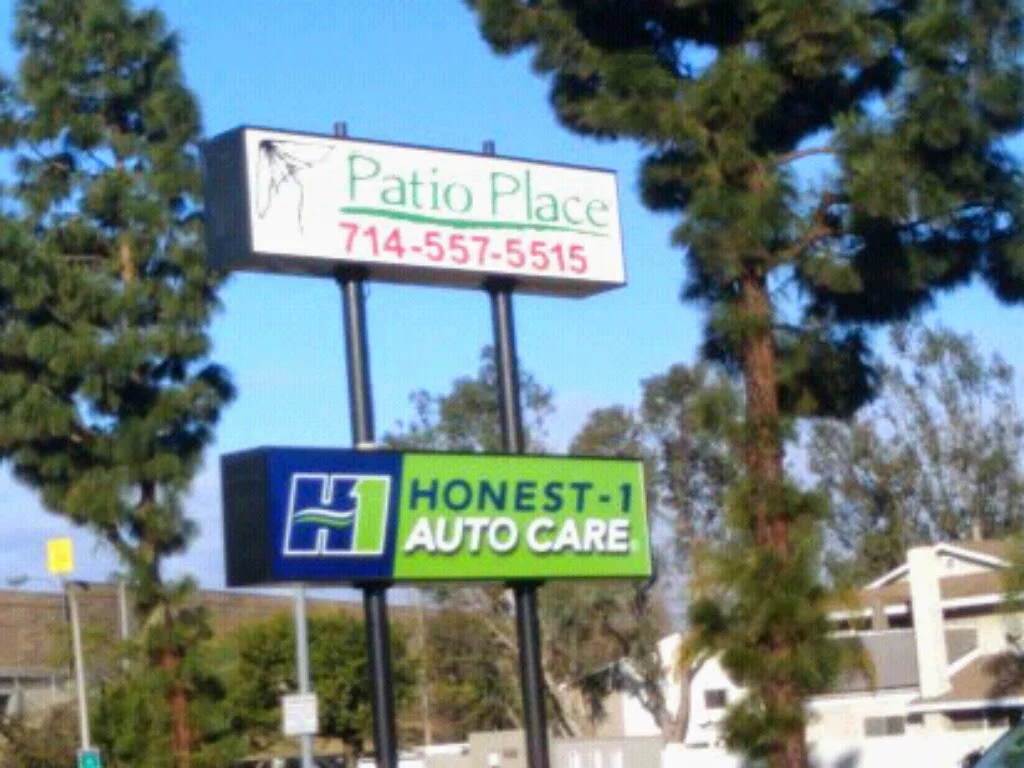 Patio Place
714-557-5515
H1 HONEST-1
AUTO CARE